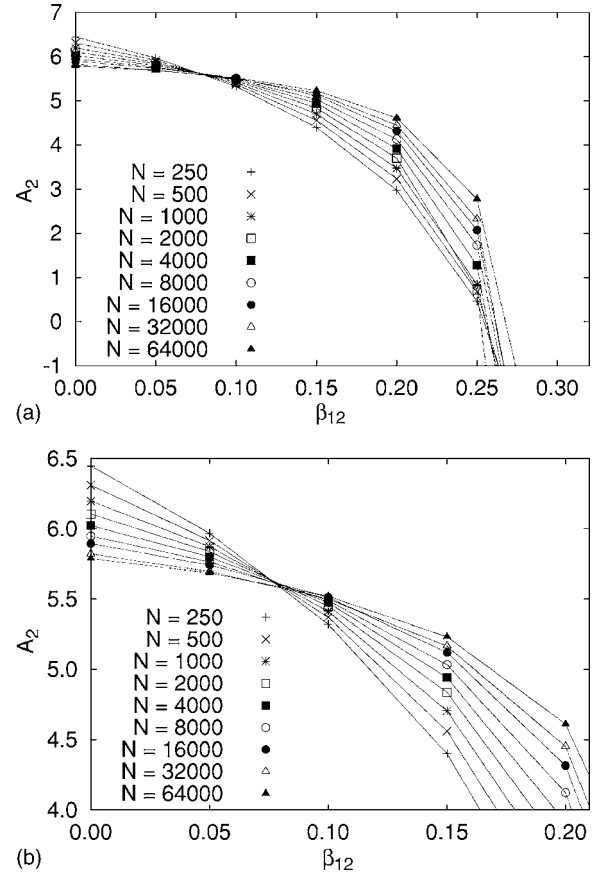 7
6
5
4
3
2
1
0
-1
A2
N = 250
N = 500
N = 1000
N = 2000
N = 4000
N = 8000
N = 16000
N = 32000
N = 64000
0.00 0.05 0.10 0.15 0.20 0.25 0.30
(a)
β12
6.5
6.0
5.5
5.0
4.5
4.0
A2
N = 250
N = 500
N = 1000
N = 2000
N = 4000
N = 8000
N = 16000
N = 32000
N = 64000
0.00 0.05 0.10 0.15 0.20
(b)
β12